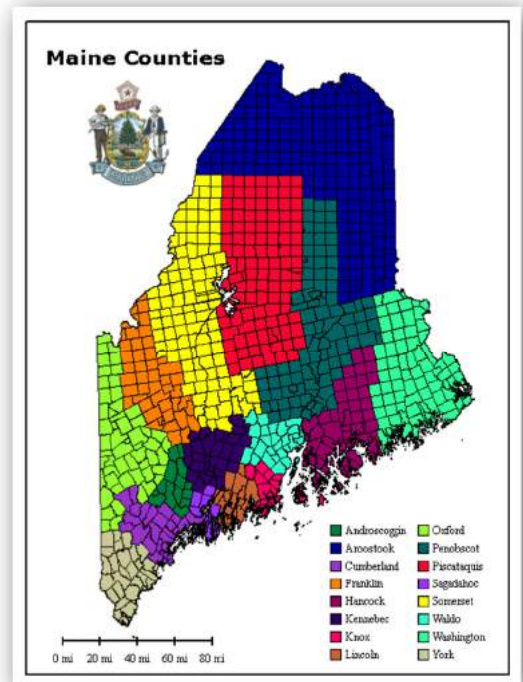 Maine Counties
Androscoggin
Aroostook
Cumberland
Franklin
Hancock
Kennebec
Knox
Lincoln
Oxford
Penobscot
Piscataquis
Sagadahoc
Somerset
Waldo
Washington
York
0 mi 20 mi 40 mi 60 mi 80 mi